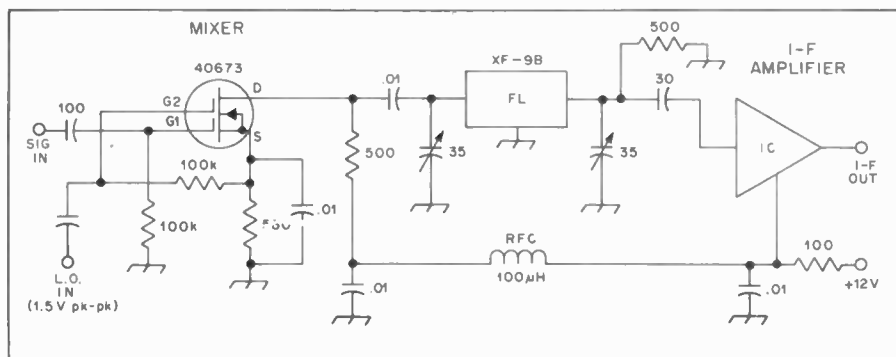 MIXER
40673
D
G2
G1
S
100
SIG
IN
100k
100k
.01
L.O.
IN
(1.5 V pk-pk)
500
.01
.01
35
XF-9B
FL
35
500
30
I-F
AMPLIFIER
IC
I-F
OUT
RFC
100µH
.01
100
+12V